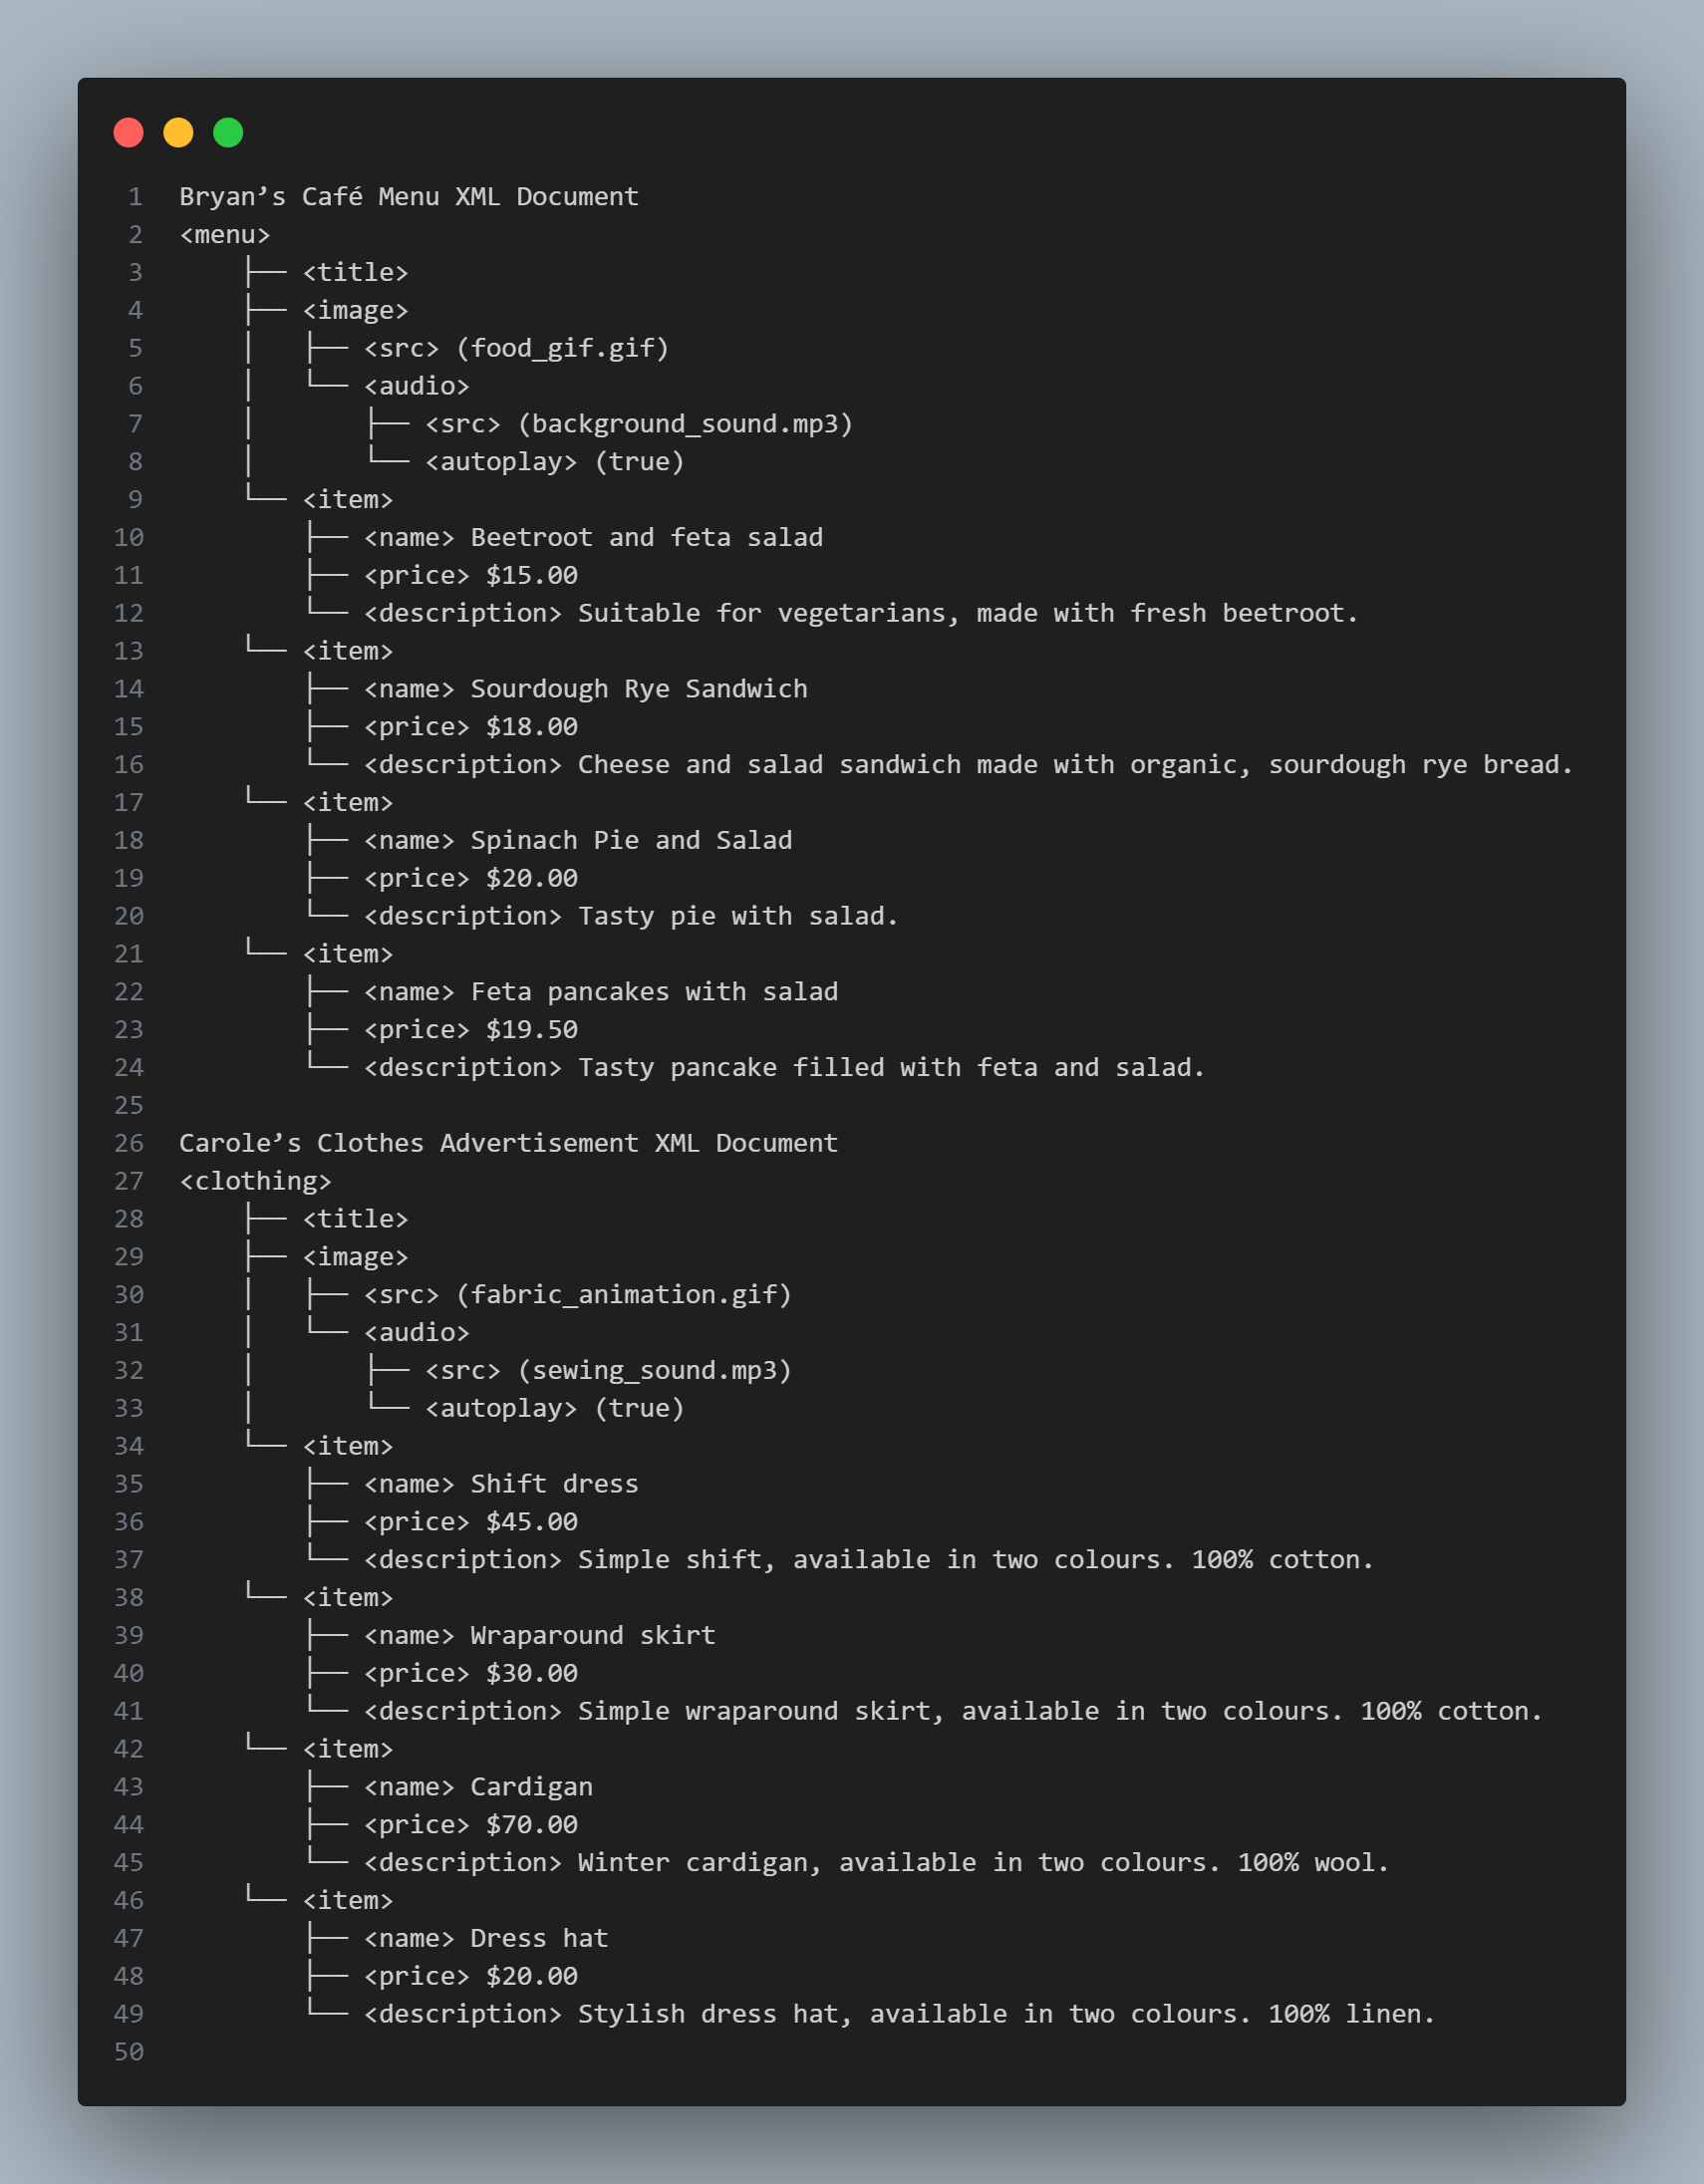 1 Bryan’s Café Menu XML Document
2 <menu>
3     ├── <title>
4     ├── <image>
5     │   ├── <src> (food_gif.gif)
6     │   └── <audio>
7     │       ├── <src> (background_sound.mp3)
8     │       └── <autoplay> (true)
9     └── <item>
10         ├── <name> Beetroot and feta salad
11         ├── <price> $15.00
12         └── <description> Suitable for vegetarians, made with fresh beetroot.
13     └── <item>
14         ├── <name> Sourdough Rye Sandwich
15         ├── <price> $18.00
16         └── <description> Cheese and salad sandwich made with organic, sourdough rye bread.
17     └── <item>
18         ├── <name> Spinach Pie and Salad
19         ├── <price> $20.00
20         └── <description> Tasty pie with salad.
21     └── <item>
22         ├── <name> Feta pancakes with salad
23         ├── <price> $19.50
24         └── <description> Tasty pancake filled with feta and salad.
25
26 Carole’s Clothes Advertisement XML Document
27 <clothing>
28     ├── <title>
29     ├── <image>
30     │   ├── <src> (fabric_animation.gif)
31     │   └── <audio>
32     │       ├── <src> (sewing_sound.mp3)
33     │       └── <autoplay> (true)
34     └── <item>
35         ├── <name> Shift dress
36         ├── <price> $45.00
37         └── <description> Simple shift, available in two colours. 100% cotton.
38     └── <item>
39         ├── <name> Wraparound skirt
40         ├── <price> $30.00
41         └── <description> Simple wraparound skirt, available in two colours. 100% cotton.
42     └── <item>
43         ├── <name> Cardigan
44         ├── <price> $70.00
45         └── <description> Winter cardigan, available in two colours. 100% wool.
46     └── <item>
47         ├── <name> Dress hat
48         ├── <price> $20.00
49         └── <description> Stylish dress hat, available in two colours. 100% linen.
50